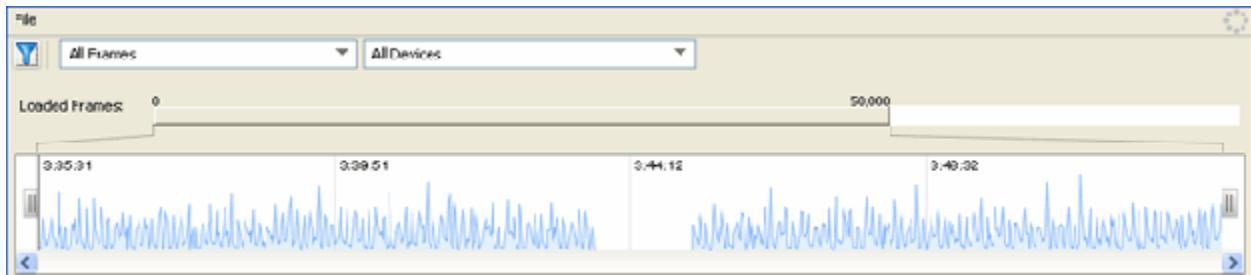 File
All Frames
All Devices
Loaded Frames:
0
50,000
3:35:31
3:39:51
3:44:12
3:48:32